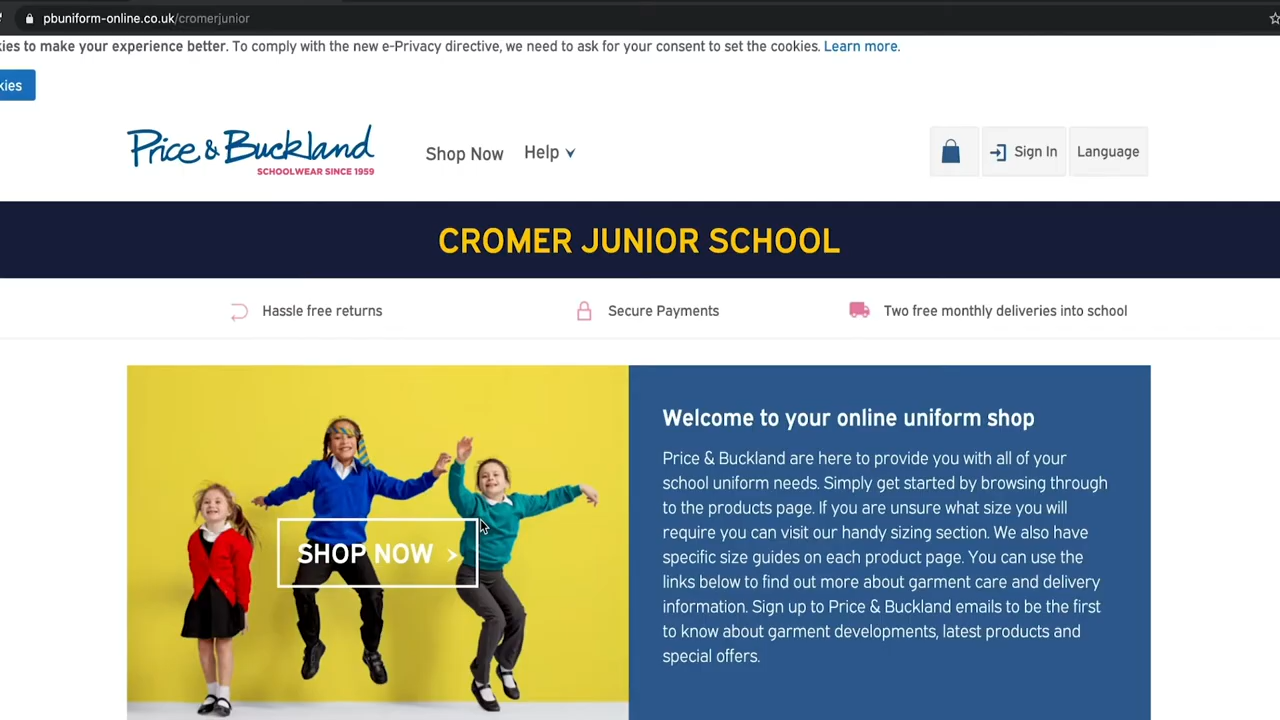 pbuniform-online.co.uk/cromerjunior
kies to make your experience better. To comply with the new e-Privacy directive, we need to ask for your consent to set the cookies. Learn more.
kies
Price & Buckland
SCHOOLWEAR SINCE 1959
Shop Now
Help
Sign In
Language
CROMER JUNIOR SCHOOL
Hassle free returns
Secure Payments
Two free monthly deliveries into school
SHOP NOW >
Welcome to your online uniform shop
Price & Buckland are here to provide you with all of your
school uniform needs. Simply get started by browsing through
to the products page. If you are unsure what size you will
require you can visit our handy sizing section. We also have
specific size guides on each product page. You can use the
links below to find out more about garment care and delivery
information. Sign up to Price & Buckland emails to be the first
to know about garment developments, latest products and
special offers.